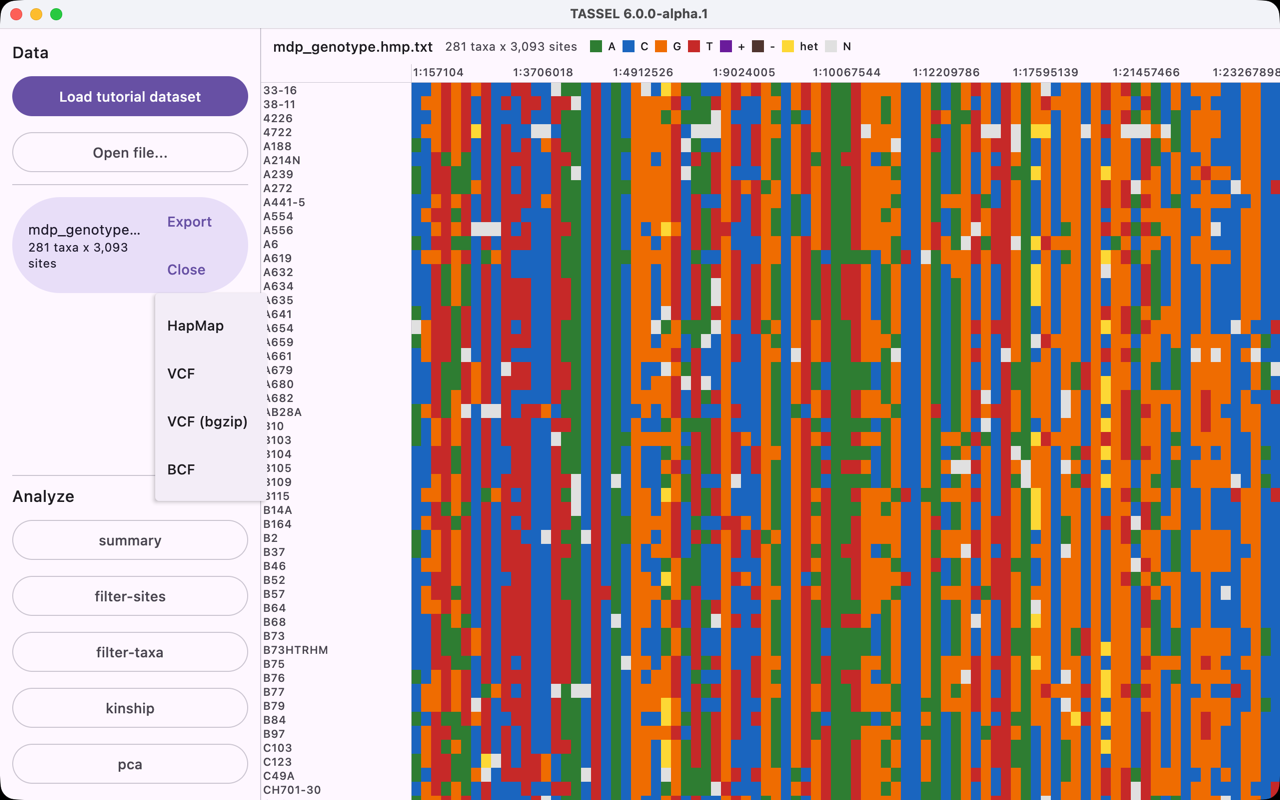 TASSEL 6.0.0-alpha.1
Data
Load tutorial dataset
Open file...
mdp_genotype...
281 taxa x 3,093
sites
Export
Close
HapMap
VCF
VCF (bgzip)
BCF
Analyze
summary
filter-sites
filter-taxa
kinship
pca
mdp_genotype.hmp.txt 281 taxa x 3,093 sites A C G T + - het N
1:157104 1:3706018 1:4912526 1:9024005 1:10067544 1:12209786 1:17595139 1:21457466 1:23267898
33-16
38-11
4226
4722
A188
A214N
A239
A272
A441-5
A554
A556
A6
A619
A632
A634
A635
A641
A654
A659
A661
A679
A680
A682
AB28A
B10
B103
B104
B105
B109
B115
B14A
B164
B2
B37
B46
B52
B57
B64
B68
B73
B73HTRHM
B75
B76
B77
B79
B84
B97
C103
C123
C49A
CH701-30